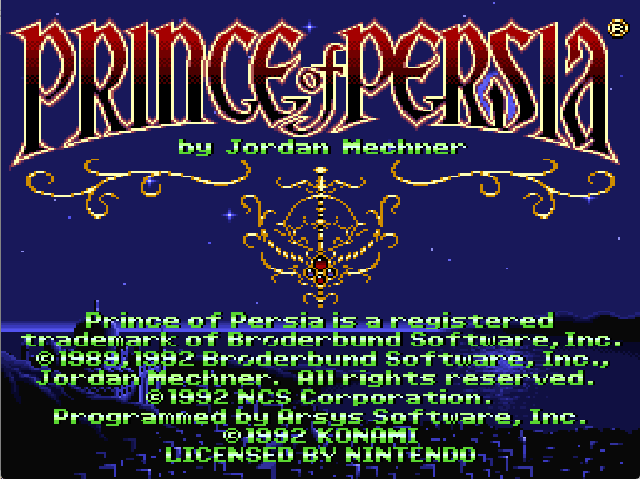 PRINCE of PERSIA®
by Jordan Mechner
Prince of Persia is a registered
trademark of Broderbund Software, Inc.
©1989,1992 Broderbund Software, Inc.,
Jordan Mechner. All rights reserved.
©1992 NCS Corporation.
Programmed by Arsys Software, Inc.
©1992 KONAMI
LICENSED BY NINTENDO